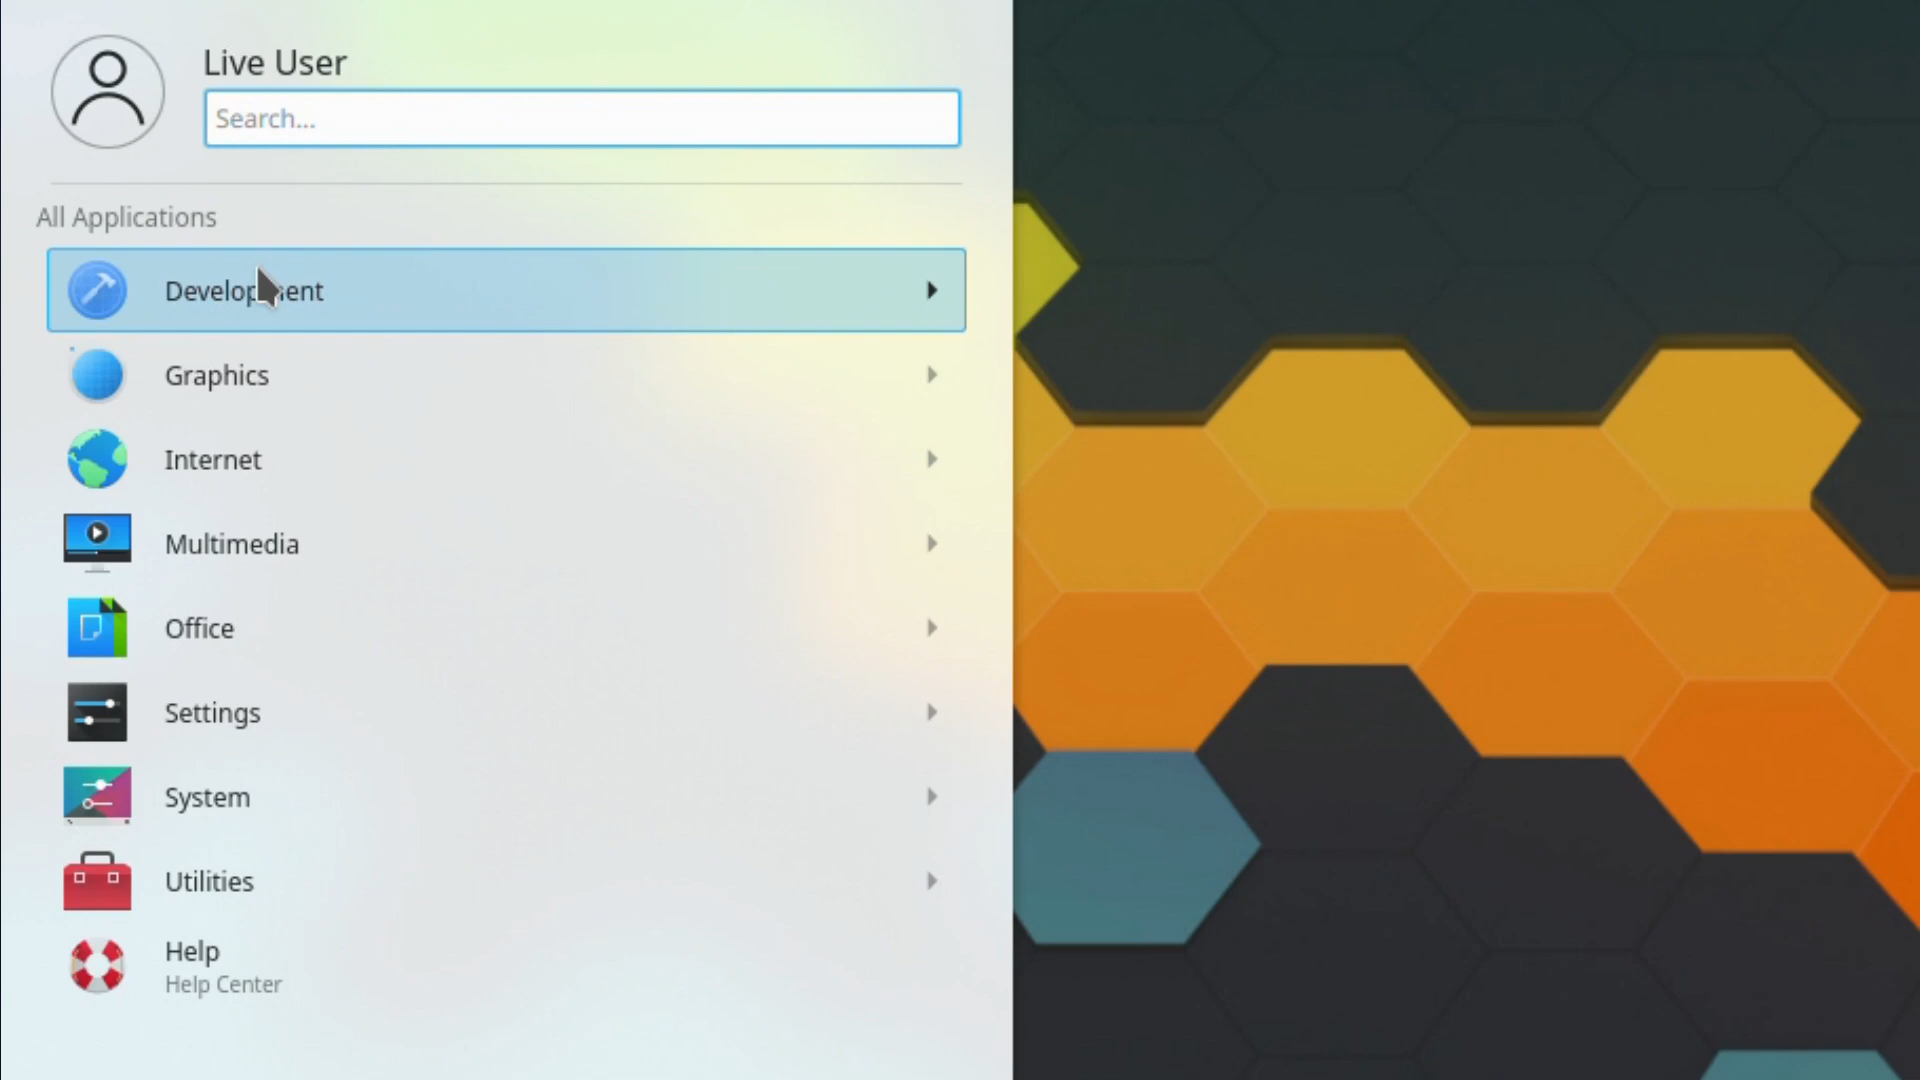 Live User
Search...
All Applications
Development
Graphics
Internet
Multimedia
Office
Settings
System
Utilities
Help
Help Center